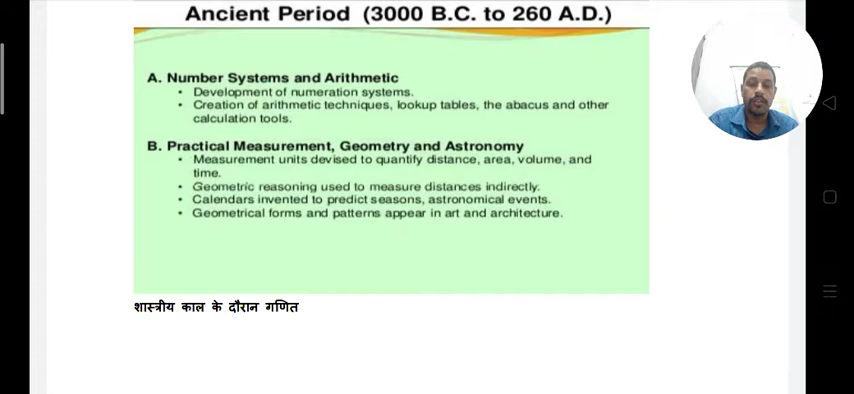 Ancient Period (3000 B.C. to 260 A.D.)
A. Number Systems and Arithmetic
• Development of numeration systems.
• Creation of arithmetic techniques, lookup tables, the abacus and other
calculation tools.
B. Practical Measurement, Geometry and Astronomy
• Measurement units devised to quantify distance, area, volume, and
time.
• Geometric reasoning used to measure distances indirectly.
• Calendars invented to predict seasons, astronomical events.
• Geometrical forms and patterns appear in art and architecture.
शास्त्रीय काल के दौरान गणित